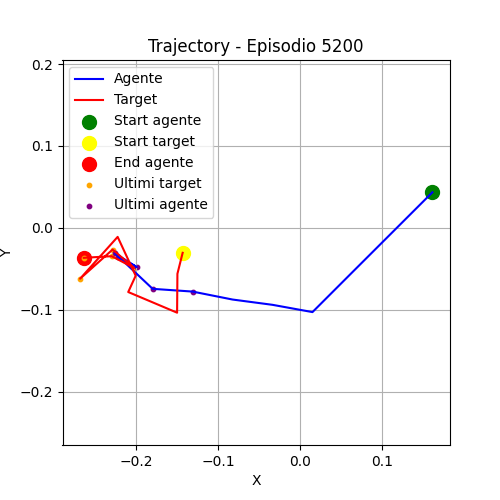 Trajectory - Episodio 5200
Agente
Target
Start agente
Start target
End agente
Ultimi target
Ultimi agente
0.2
0.1
0.0
−0.1
−0.2
Y
−0.2
−0.1
0.0
0.1
X